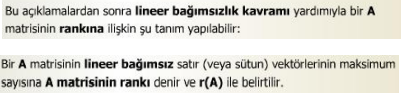 Bu açıklamalardan sonra lineer bağımsızlık kavramı yardımıyla bir A
matrisinin rankına ilişkin şu tanım yapılabilir:
Bir A matrisinin lineer bağımsız satır (veya sütun) vektörlerinin maksimum
sayısına A matrisinin rankı denir ve r(A) ile belirtilir.